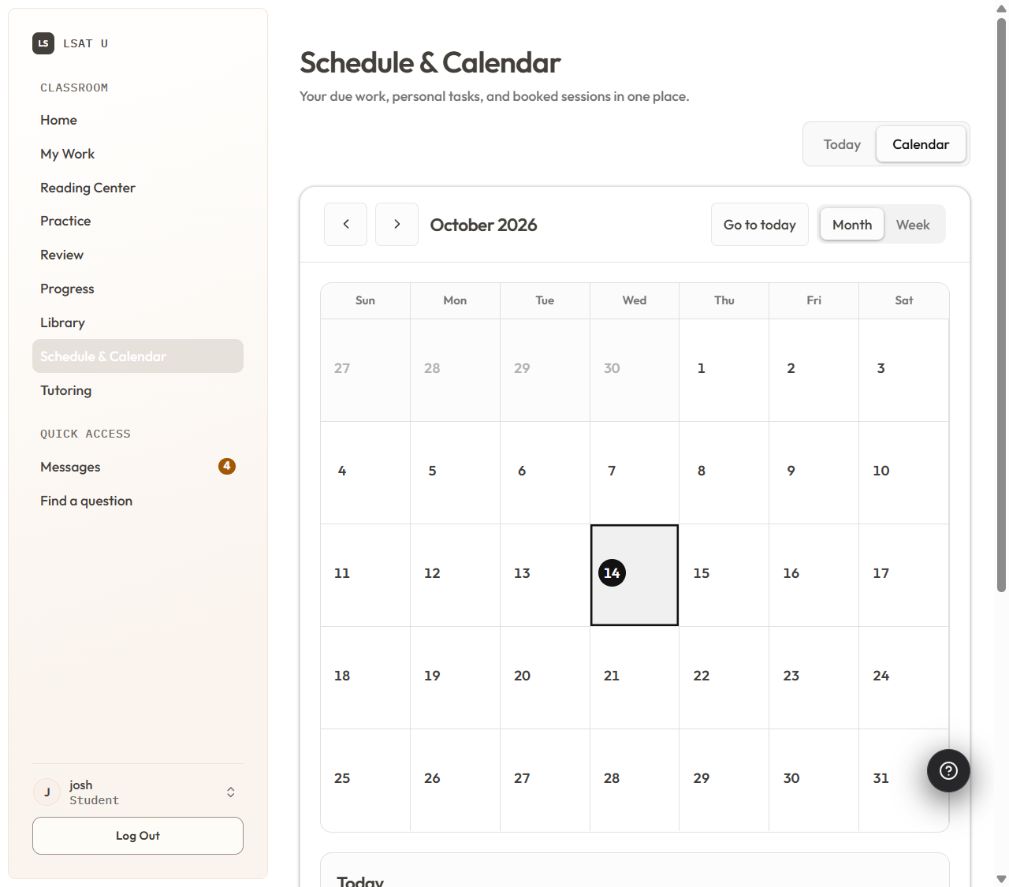 LS LSAT U
CLASSROOM
Home
My Work
Reading Center
Practice
Review
Progress
Library
Schedule & Calendar
Tutoring
QUICK ACCESS
Messages 4
Find a question
J josh
Student
Log Out
Schedule & Calendar
Your due work, personal tasks, and booked sessions in one place.
Today Calendar
October 2026 Go to today Month Week
Sun Mon Tue Wed Thu Fri Sat
27 28 29 30 1 2 3
4 5 6 7 8 9 10
11 12 13 14 15 16 17
18 19 20 21 22 23 24
25 26 27 28 29 30 31
?
Today